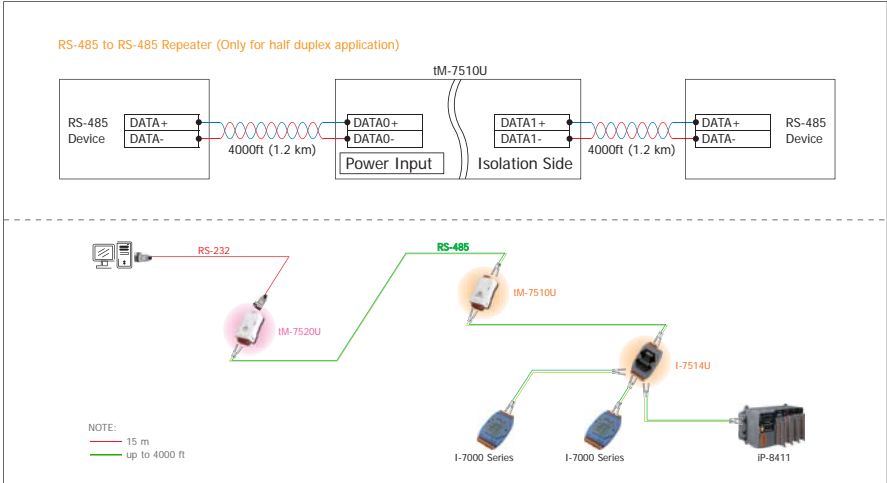 RS-485 to RS-485 Repeater (Only for half duplex application)
tM-7510U
RS-485
Device
DATA+
DATA-
4000ft (1.2 km)
DATA0+
DATA0-
Power Input
DATA1+
DATA1-
Isolation Side
4000ft (1.2 km)
DATA+
DATA-
RS-485
Device
RS-232
RS-485
tM-7520U
tM-7510U
I-7514U
I-7000 Series
I-7000 Series
iP-8411
NOTE:
15 m
up to 4000 ft